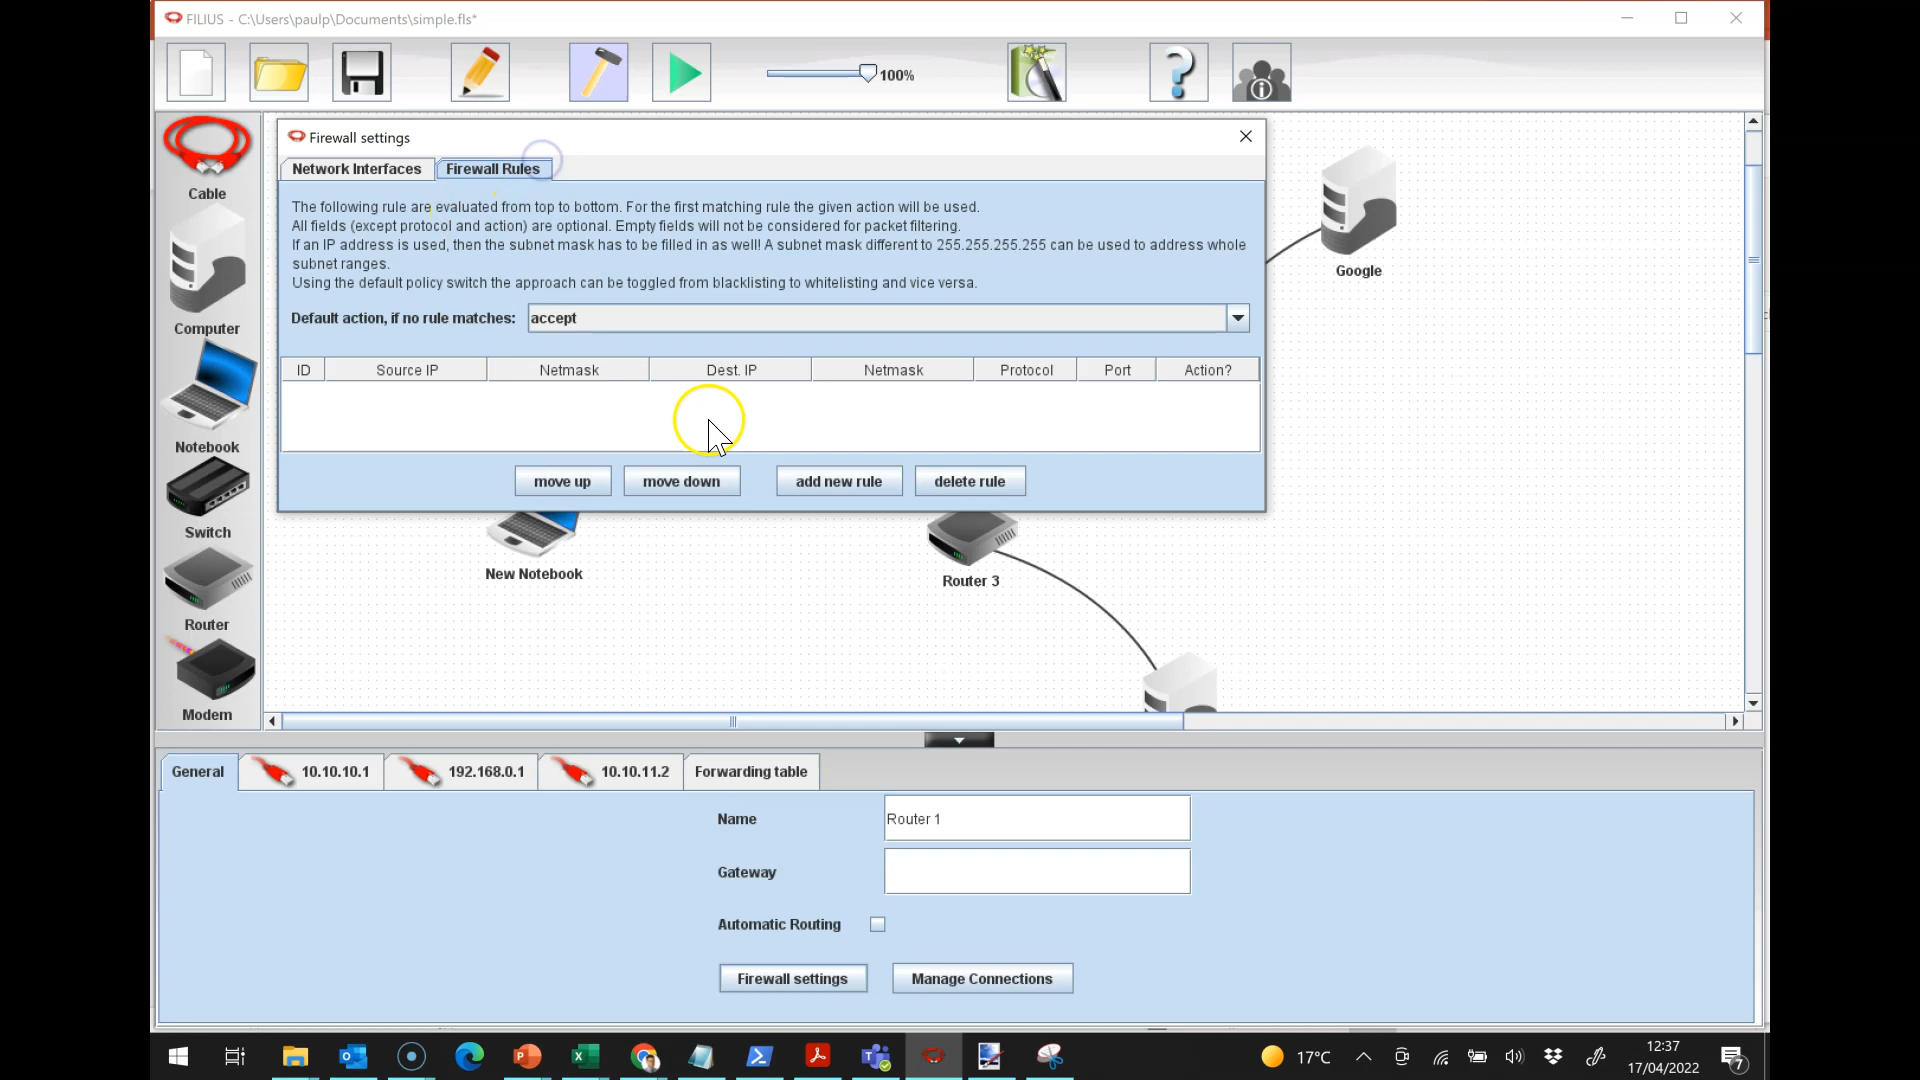 FILIUS - C:\Users\paulp\Documents\simple.fls*
100%
Firewall settings
Network Interfaces
Firewall Rules
The following rule are evaluated from top to bottom. For the first matching rule the given action will be used.
All fields (except protocol and action) are optional. Empty fields will not be considered for packet filtering.
If an IP address is used, then the subnet mask has to be filled in as well! A subnet mask different to 255.255.255.255 can be used to address whole
subnet ranges.
Using the default policy switch the approach can be toggled from blacklisting to whitelisting and vice versa.
Default action, if no rule matches: accept
ID Source IP Netmask Dest. IP Netmask Protocol Port Action?
move up
move down
add new rule
delete rule
Cable
Computer
Notebook
Switch
Router
Modem
Google
New Notebook
Router 3
General
10.10.10.1
192.168.0.1
10.10.11.2
Forwarding table
Name
Router 1
Gateway
Automatic Routing
Firewall settings
Manage Connections
17°C
12:37
17/04/2022
7